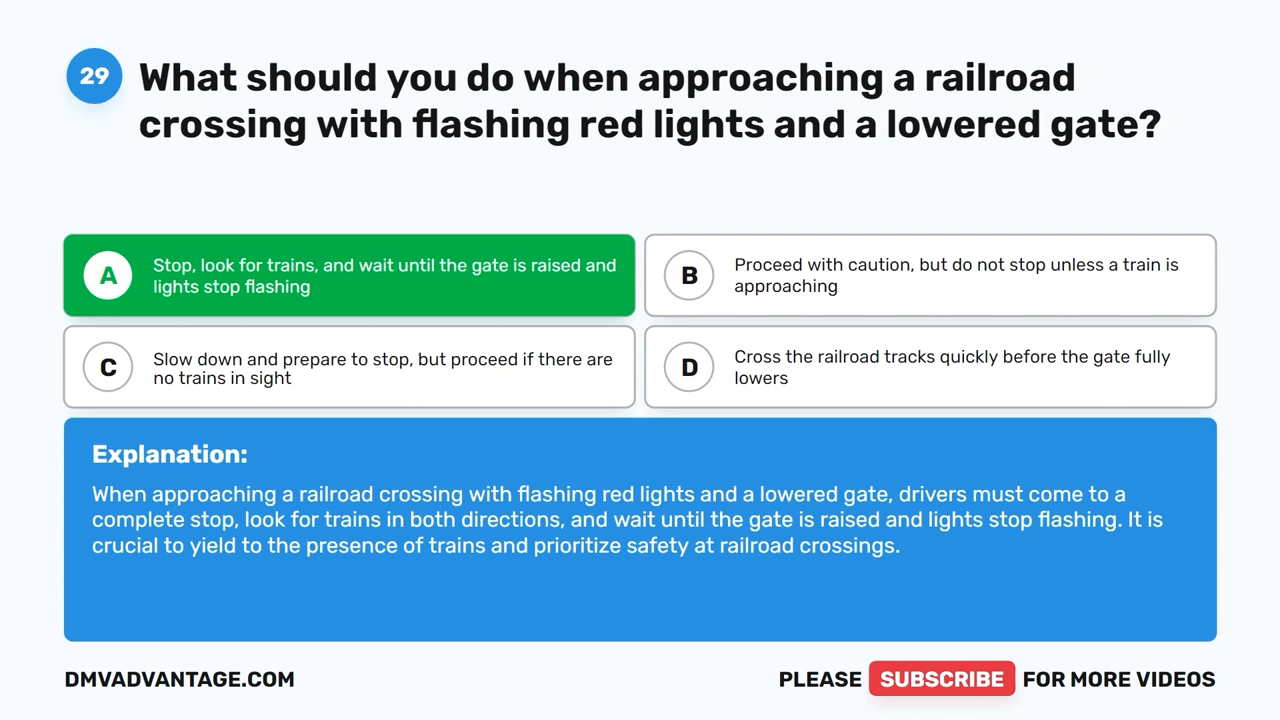 29
What should you do when approaching a railroad
crossing with flashing red lights and a lowered gate?
A
Stop, look for trains, and wait until the gate is raised and
lights stop flashing
B
Proceed with caution, but do not stop unless a train is
approaching
C
Slow down and prepare to stop, but proceed if there are
no trains in sight
D
Cross the railroad tracks quickly before the gate fully
lowers
Explanation:
When approaching a railroad crossing with flashing red lights and a lowered gate, drivers must come to a
complete stop, look for trains in both directions, and wait until the gate is raised and lights stop flashing. It is
crucial to yield to the presence of trains and prioritize safety at railroad crossings.
DMVADVANTAGE.COM
PLEASE SUBSCRIBE FOR MORE VIDEOS